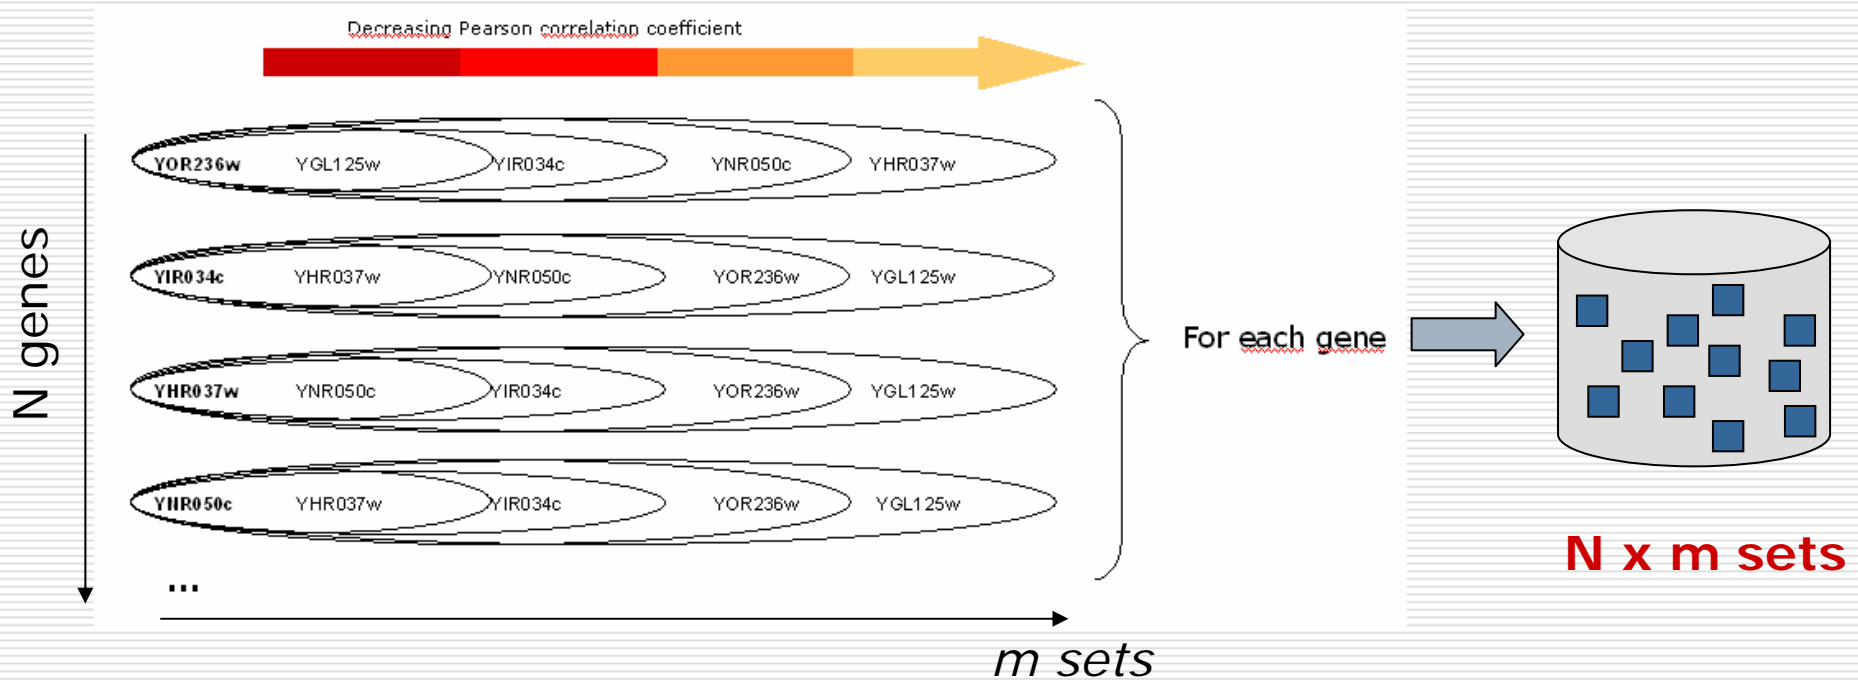 Decreasing Pearson correlation coefficient
N genes
YOR236w YGL125w YIR034c YNR050c YHR037w
YIR034c YHR037w YNR050c YOR236w YGL125w
YHR037w YNR050c YIR034c YOR236w YGL125w
YNR050c YHR037w YIR034c YOR236w YGL125w
...
For each gene
m sets
N x m sets